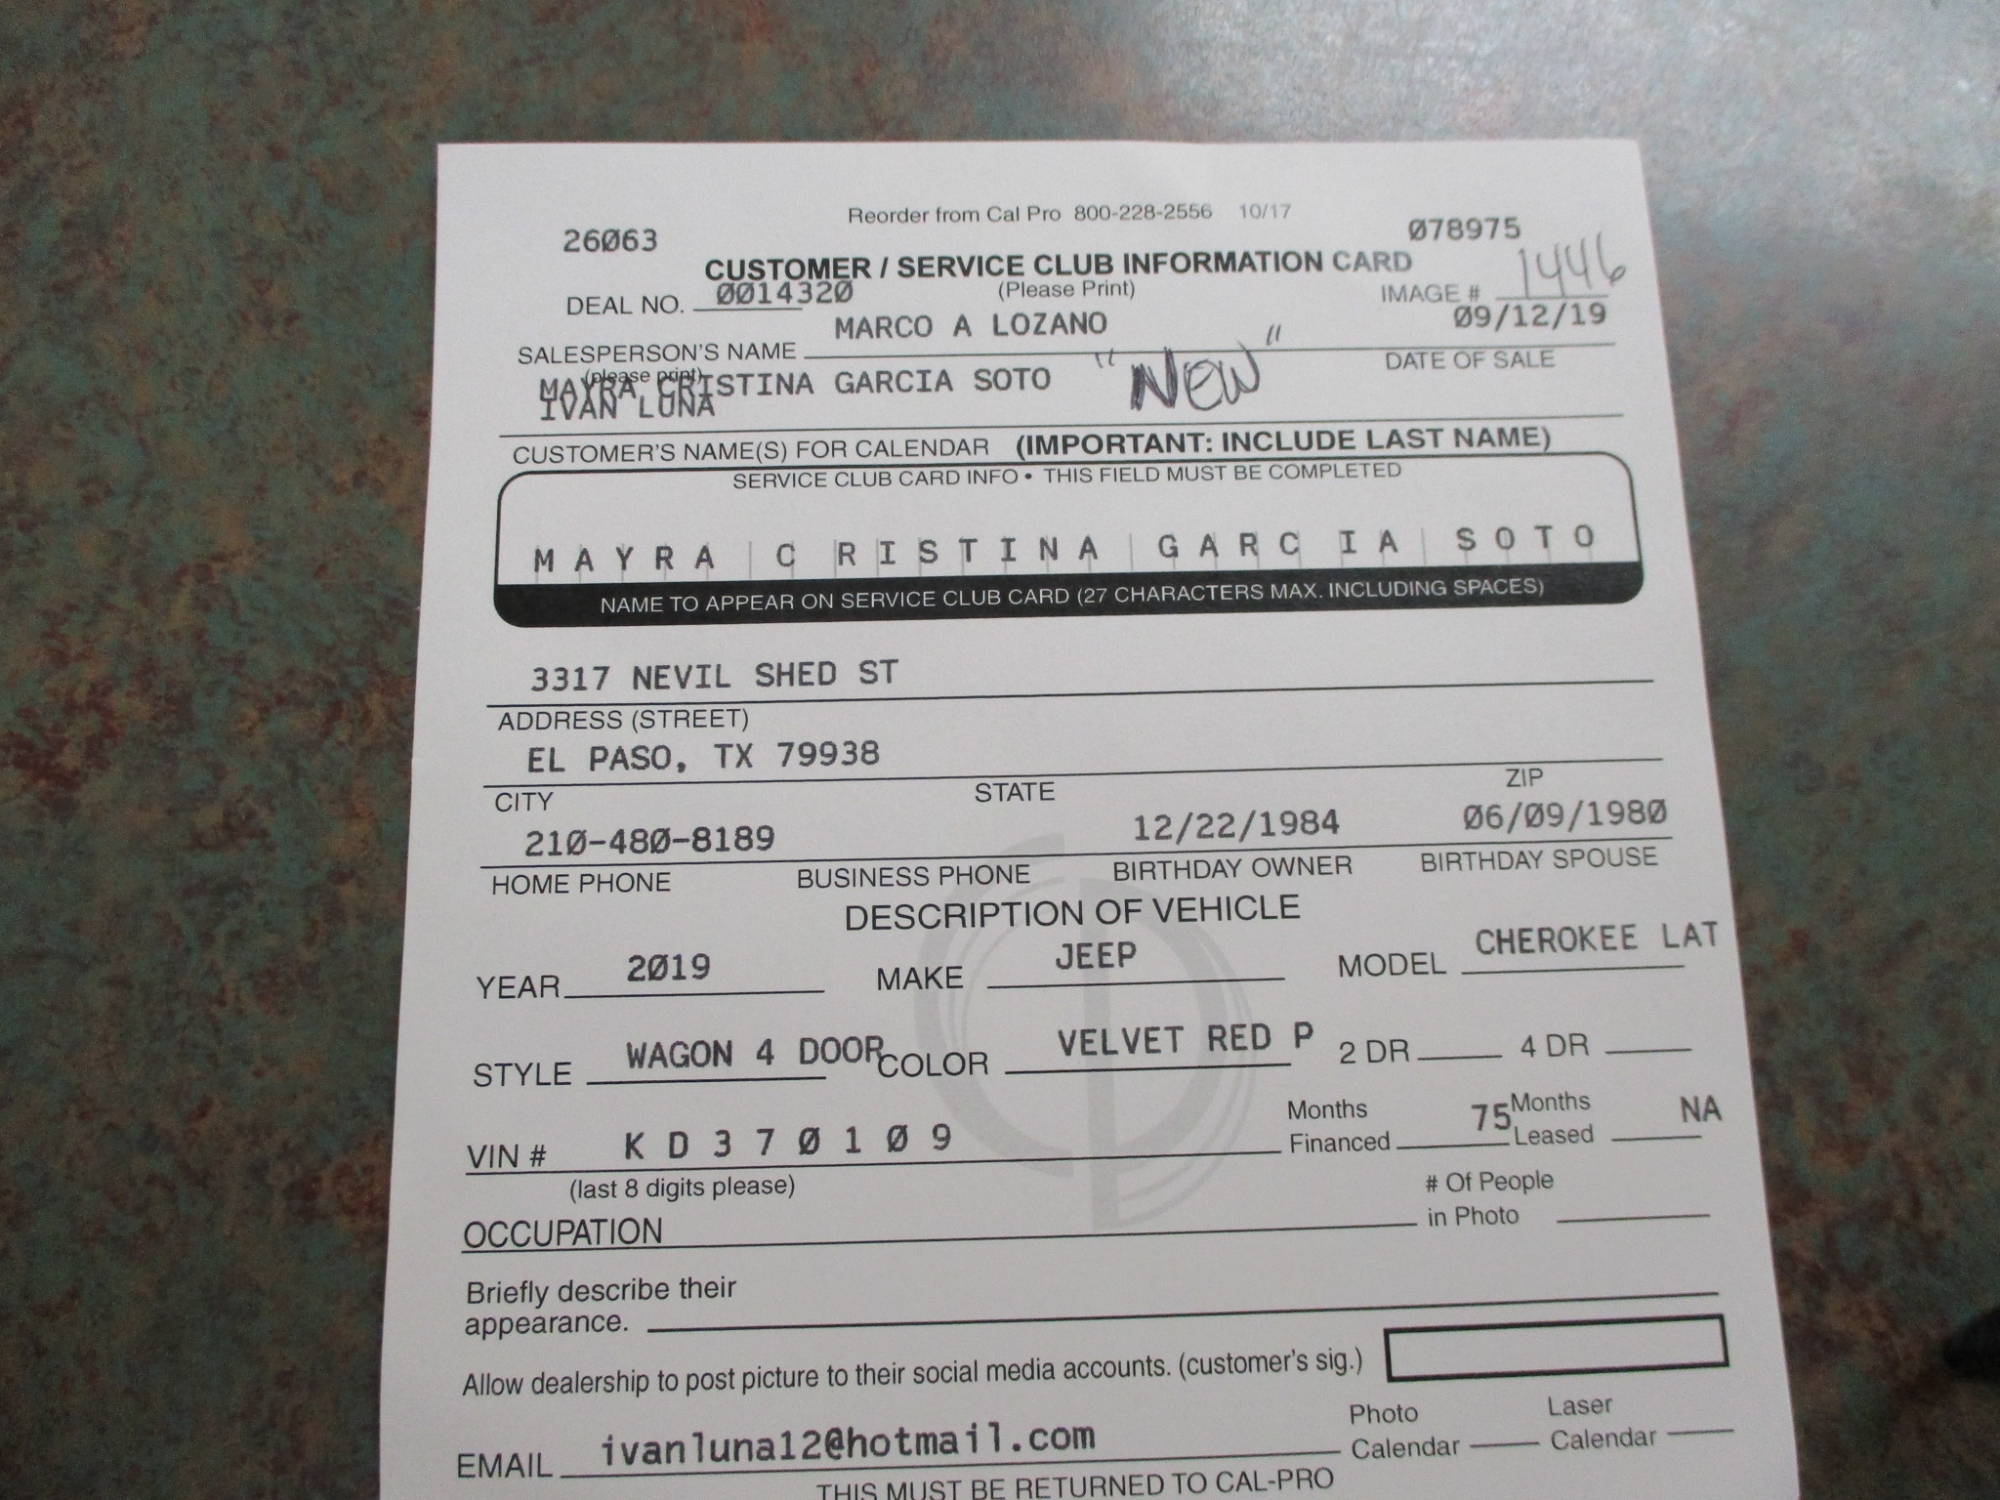 Reorder from Cal Pro 800-228-2556 10/17
26063 078975
CUSTOMER / SERVICE CLUB INFORMATION CARD
DEAL NO. 0014320 (Please Print) IMAGE # 1446
MARCO A LOZANO 09/12/19
SALESPERSON'S NAME DATE OF SALE
(please print)
MAYRA CRISTINA GARCIA SOTO "NEW"
IVAN LUNA
CUSTOMER'S NAME(S) FOR CALENDAR (IMPORTANT: INCLUDE LAST NAME)
SERVICE CLUB CARD INFO • THIS FIELD MUST BE COMPLETED
MAYRA CRISTINA GARCIA SOTO
NAME TO APPEAR ON SERVICE CLUB CARD (27 CHARACTERS MAX. INCLUDING SPACES)
3317 NEVIL SHED ST
ADDRESS (STREET)
EL PASO, TX 79938
CITY STATE ZIP
210-480-8189 12/22/1984 06/09/1980
HOME PHONE BUSINESS PHONE BIRTHDAY OWNER BIRTHDAY SPOUSE
DESCRIPTION OF VEHICLE
YEAR 2019 MAKE JEEP MODEL CHEROKEE LAT
STYLE WAGON 4 DOOR COLOR VELVET RED P 2 DR 4 DR
VIN # KD370109 Months Financed 75 Months Leased NA
(last 8 digits please)
OCCUPATION # Of People in Photo
Briefly describe their
appearance.
Allow dealership to post picture to their social media accounts. (customer's sig.)
EMAIL ivanluna12@hotmail.com Photo Calendar Laser Calendar
THIS MUST BE RETURNED TO CAL-PRO